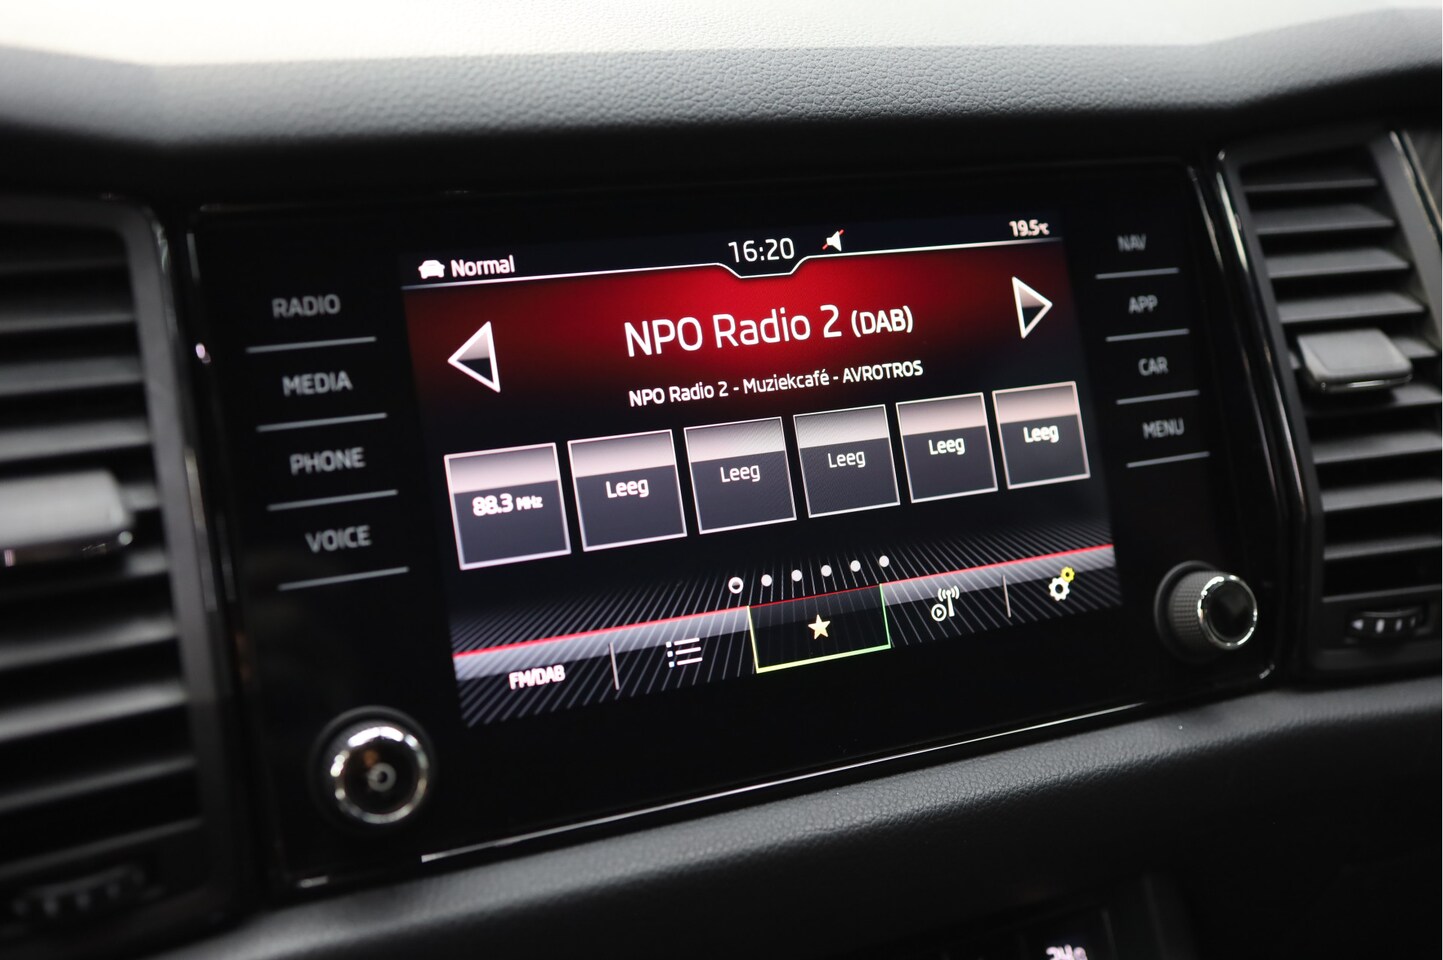 Normal
16:20
19.5°C
RADIO
MEDIA
PHONE
VOICE
NPO Radio 2 (DAB)
NPO Radio 2 - Muziekcafé - AVROTROS
88.3 MHz
Leeg
Leeg
Leeg
Leeg
Leeg
FM/DAB
NAV
APP
CAR
MENU